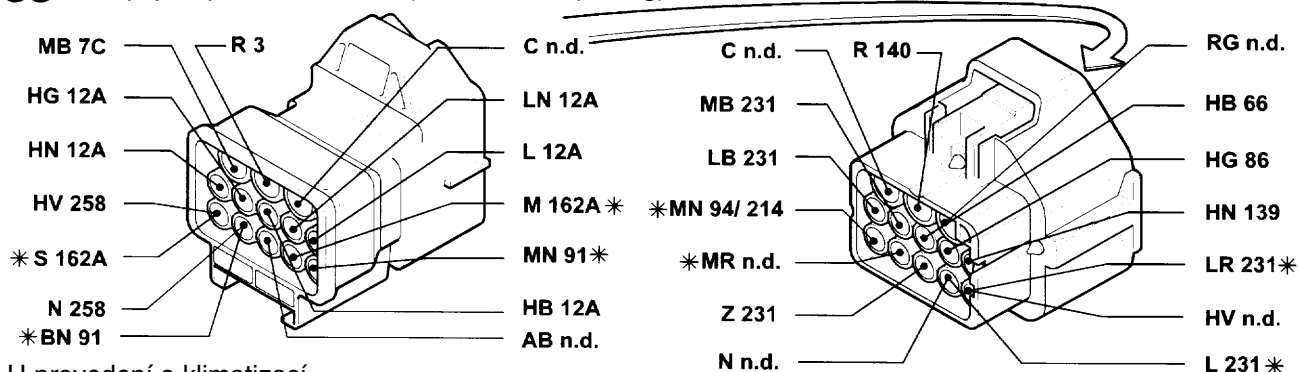 MB 7C
R 3
C n.d.
HG 12A
LN 12A
HN 12A
L 12A
HV 258
M 162A ✳
✳ S 162A
MN 91✳
N 258
HB 12A
✳ BN 91
AB n.d.
C n.d.
R 140
RG n.d.
MB 231
HB 66
LB 231
HG 86
✳MN 94/ 214
HN 139
✳MR n.d.
LR 231✳
Z 231
HV n.d.
N n.d.
L 231 ✳
U provedení s klimatizací